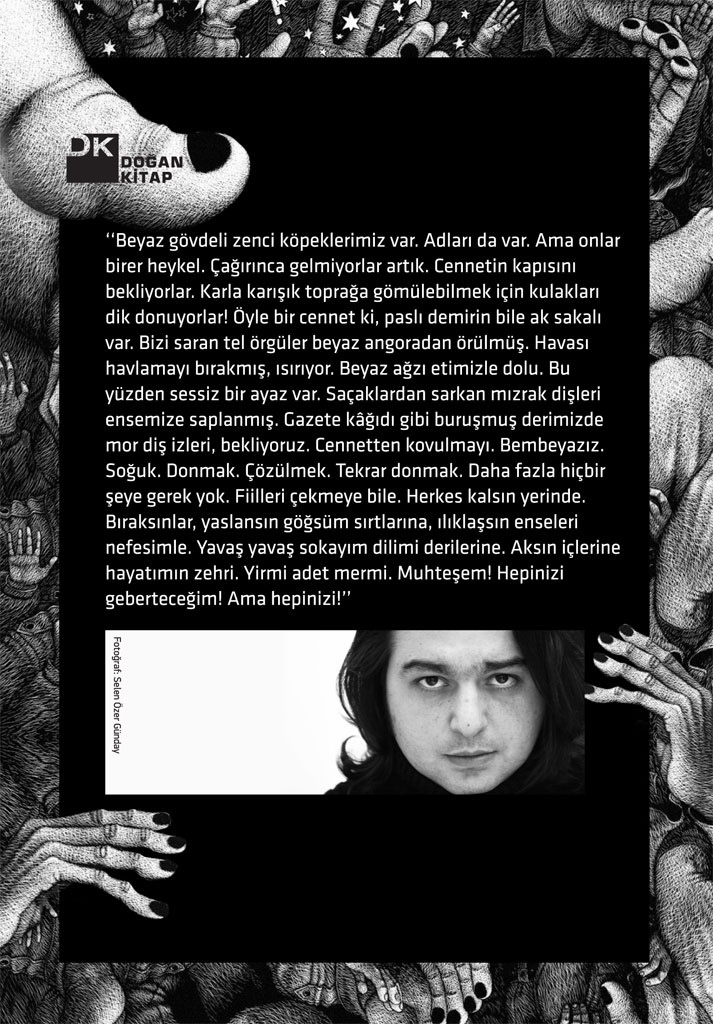 DK
DOĞAN
KİTAP
‘‘Beyaz gövdeli zenci köpeklerimiz var. Adları da var. Ama onlar
birer heykel. Çağırınca gelmiyorlar artık. Cennetin kapısını
bekliyorlar. Karla karışık toprağa gömülebilmek için kulakları
dik donuyorlar! Öyle bir cennet ki, paslı demirin bile ak sakalı
var. Bizi saran tel örgüler beyaz angoradan örülmüş. Havası
havlamayı bırakmış, ısırıyor. Beyaz ağzı etimizle dolu. Bu
yüzden sessiz bir ayaz var. Saçaklardan sarkan mızrak dişleri
ensemize saplanmış. Gazete kâğıdı gibi buruşmuş derimizde
mor diş izleri, bekliyoruz. Cennetten kovulmayı. Bembeyazız.
Soğuk. Donmak. Çözülmek. Tekrar donmak. Daha fazla hiçbir
şeye gerek yok. Fiilleri çekmeye bile. Herkes kalsın yerinde.
Bıraksınlar, yaslansın göğsüm sırtlarına, ılıklaşsın enseleri
nefesimle. Yavaş yavaş sokayım dilimi derilerine. Aksın içlerine
hayatımın zehri. Yirmi adet mermi. Muhteşem! Hepinizi
geberteceğim! Ama hepinizi!’’
Fotoğraf: Selen Özer Günday